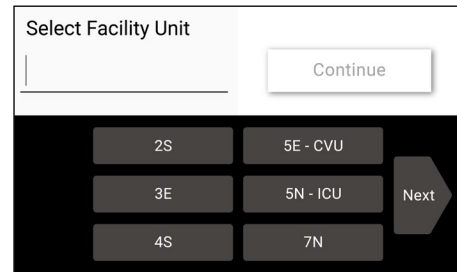 Select Facility Unit
Continue
2S
5E - CVU
3E
5N - ICU
Next
4S
7N